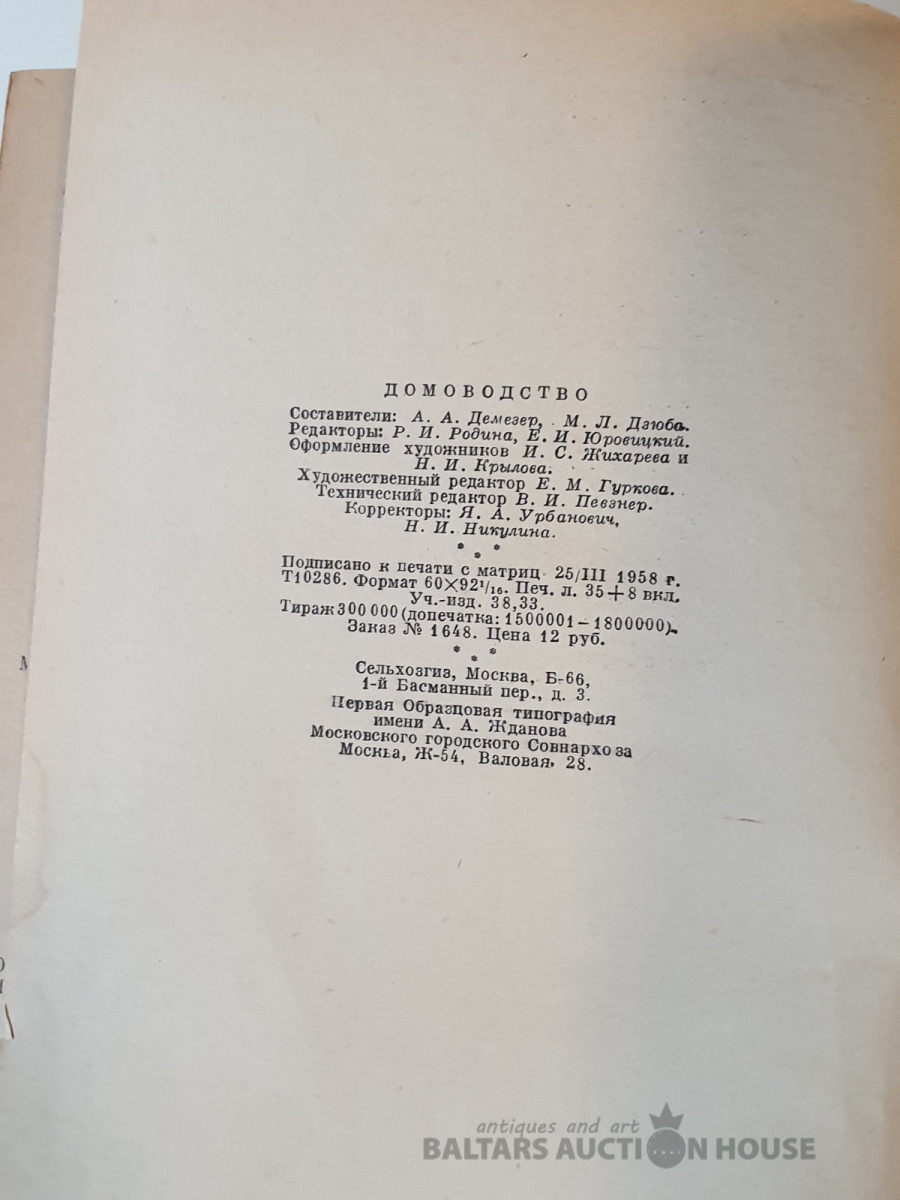 ДОМОВОДСТВО
Составители: А. А. Демезер, М. Л. Дзюба.
Редакторы: Р. И. Родина, Е. И. Юровицкий.
Оформление художников И. С. Жихарева и
Н. И. Крылова.
Художественный редактор Е. М. Гуркова.
Технический редактор В. И. Певзнер.
Корректоры: Я. А. Урбанович,
Н. И. Никулина.
* * *
Подписано к печати с матриц 25/III 1958 г.
Т10286. Формат 60×92 1/16. Печ. л. 35+8 вкл.
Уч.-изд. 38,33.
Тираж 300 000 (допечатка: 1500001—1800000).
Заказ № 1648. Цена 12 руб.
* * *
Сельхозгиз, Москва, Б-66,
1-й Басманный пер., д. 3.
Первая Образцовая типография
имени А. А. Жданова
Московского городского Совнархоза
Москва, Ж-54, Валовая, 28.
antiques and art
BALTARS AUCTION HOUSE